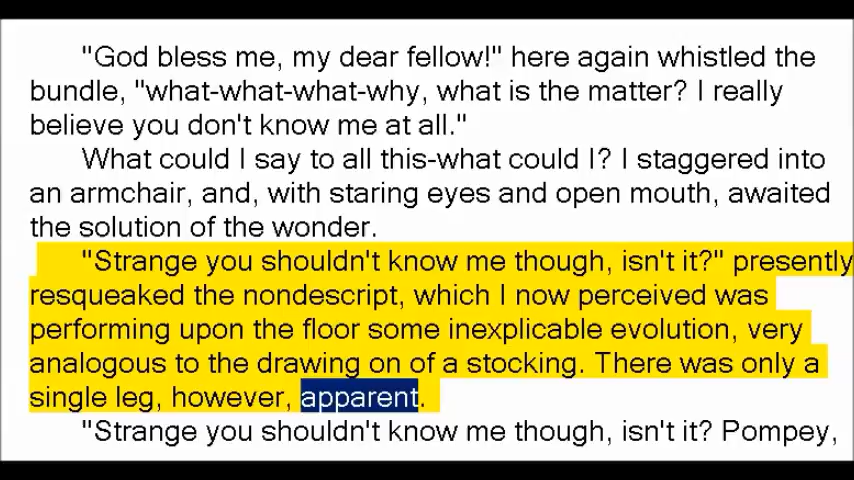 "God bless me, my dear fellow!" here again whistled the
bundle, "what-what-what-why, what is the matter? I really
believe you don't know me at all."
What could I say to all this-what could I? I staggered into
an armchair, and, with staring eyes and open mouth, awaited
the solution of the wonder.
"Strange you shouldn't know me though, isn't it?" presently
resqueaked the nondescript, which I now perceived was
performing upon the floor some inexplicable evolution, very
analogous to the drawing on of a stocking. There was only a
single leg, however, apparent.
"Strange you shouldn't know me though, isn't it? Pompey,